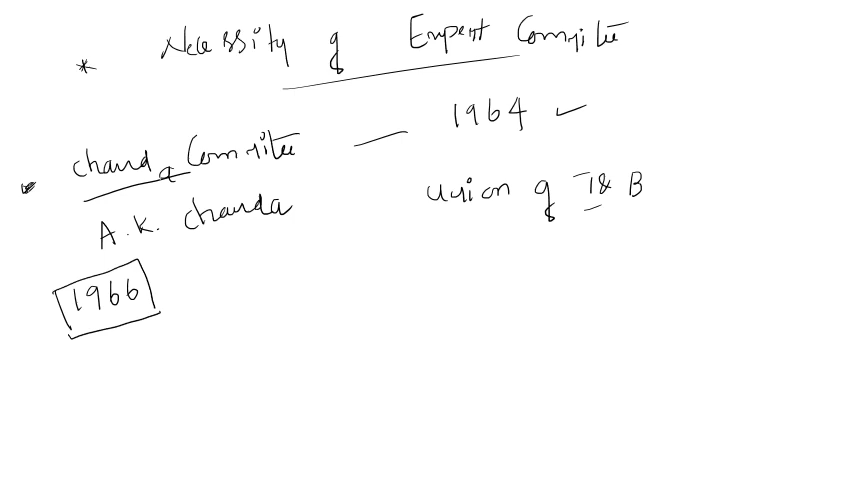 * Necessity of Expert Committee
Chanda Committee — 1964 ✓
A.K. Chanda Union of I & B
1966